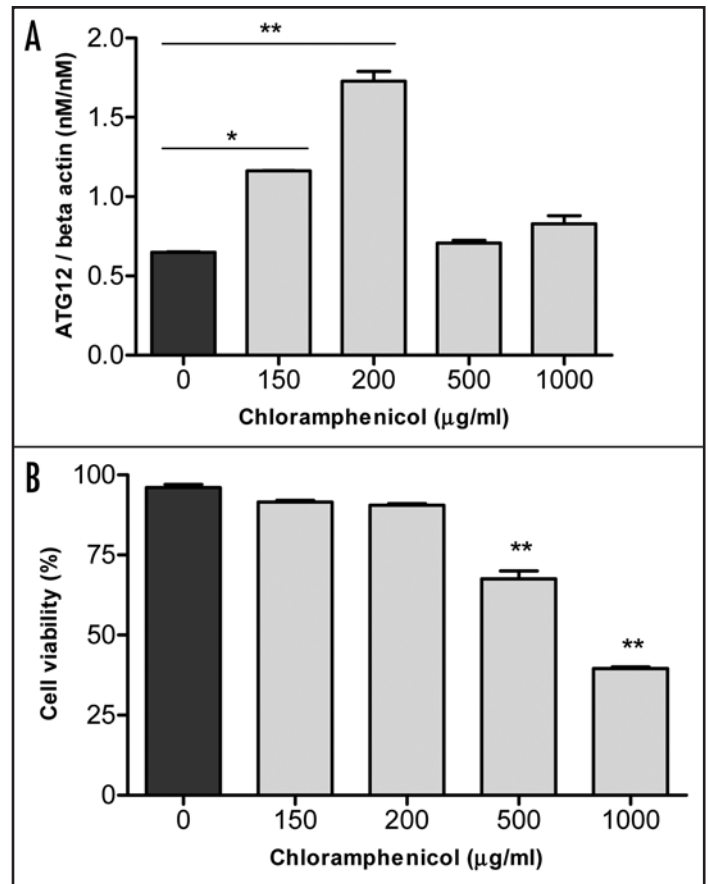 A
ATG12 / beta actin (nM/nM)
2.0
1.5
1.0
0.5
0.0
**
*
0 150 200 500 1000
Chloramphenicol (μg/ml)
B
Cell viability (%)
100
75
50
25
0
**
**
0 150 200 500 1000
Chloramphenicol (μg/ml)